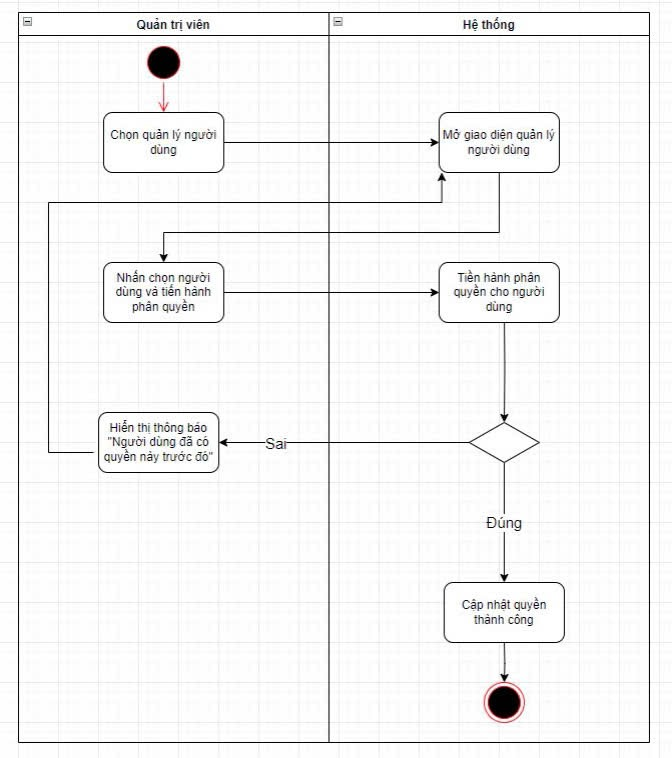 Quản trị viên
Hệ thống
Chọn quản lý người
dùng
Mở giao diện quản lý
người dùng
Nhấn chọn người
dùng và tiến hành
phân quyền
Tiền hành phân
quyền cho người
dùng
Hiển thị thông báo
"Người dùng đã có
quyền này trước đó"
Sai
Đúng
Cập nhật quyền
thành công